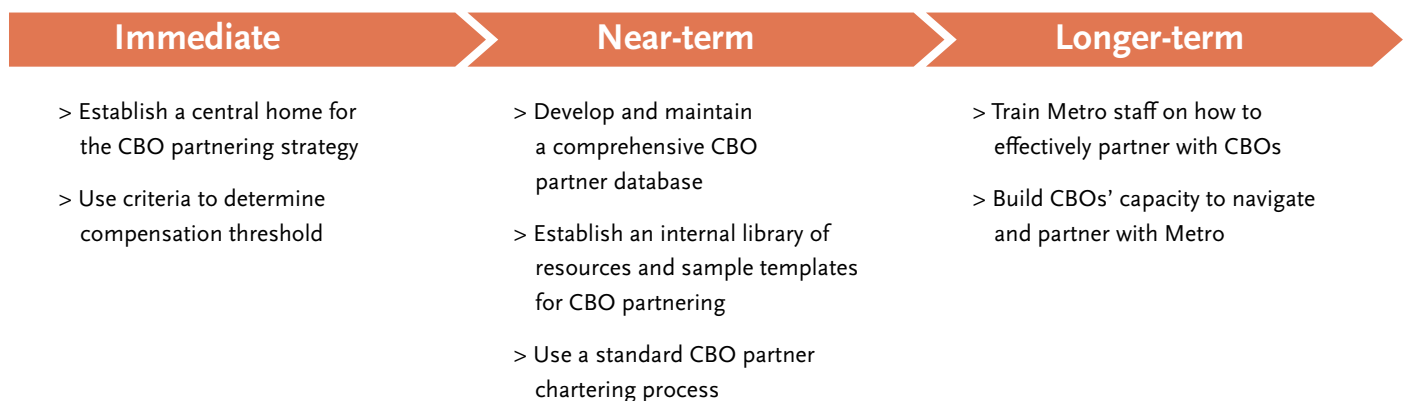 Immediate
> Establish a central home for
the CBO partnering strategy
> Use criteria to determine
compensation threshold
Near-term
> Develop and maintain
a comprehensive CBO
partner database
> Establish an internal library of
resources and sample templates
for CBO partnering
> Use a standard CBO partner
chartering process
Longer-term
> Train Metro staff on how to
effectively partner with CBOs
> Build CBOs’ capacity to navigate
and partner with Metro